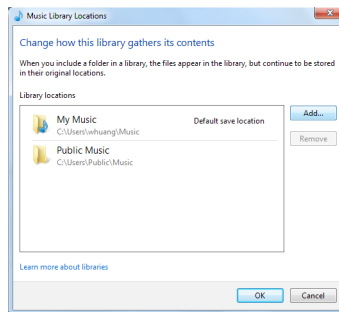 Music Library Locations
Change how this library gathers its contents
When you include a folder in a library, the files appear in the library, but continue to be stored
in their original locations.
Library locations
My Music Default save location
C:\Users\whuang\Music
Public Music
C:\Users\Public\Music
Add...
Remove
Learn more about libraries
OK Cancel